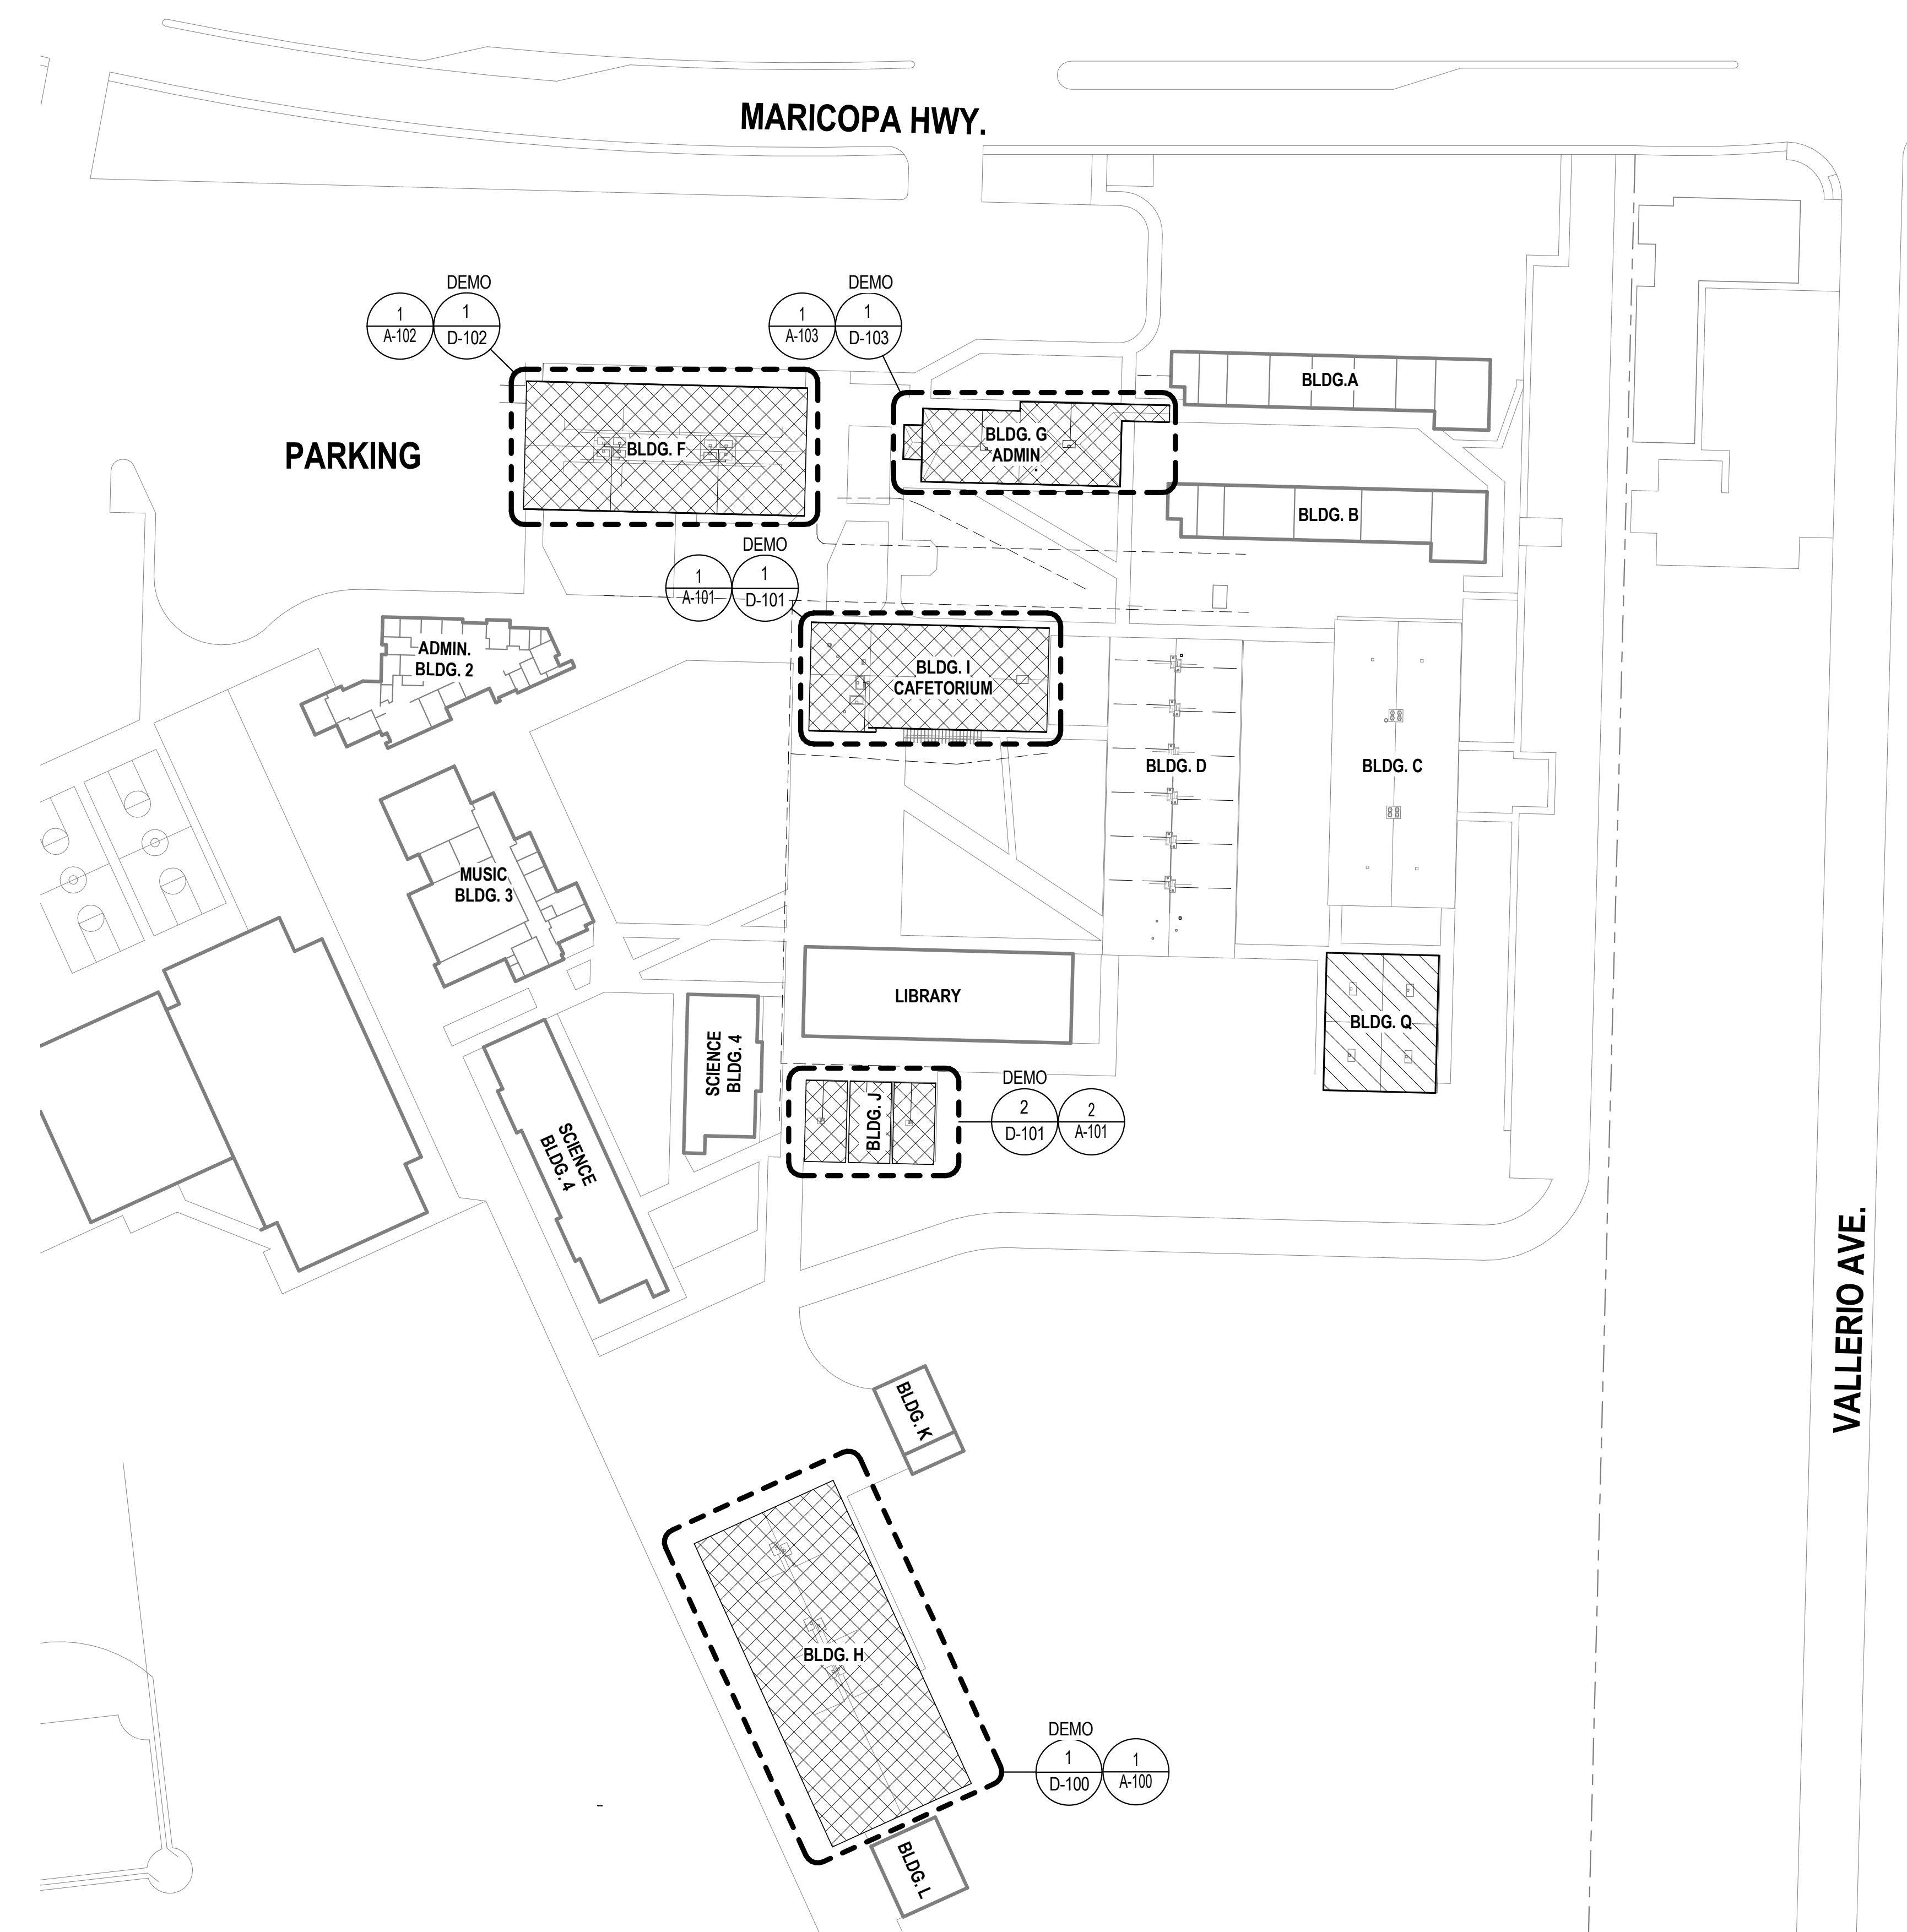 MARICOPA HWY.
DEMO
1
A-102
1
D-102
DEMO
1
A-103
1
D-103
BLDG.A
PARKING
BLDG. F
BLDG. G
ADMIN
BLDG. B
DEMO
1
A-101
1
D-101
ADMIN.
BLDG. 2
BLDG. I
CAFETORIUM
BLDG. D
BLDG. C
MUSIC
BLDG. 3
LIBRARY
BLDG. Q
SCIENCE
BLDG. 4
SCIENCE
BLDG. 4
BLDG. J
DEMO
2
D-101
2
A-101
VALLERIO AVE.
BLDG. K
BLDG. H
DEMO
1
D-100
1
A-100
BLDG. L